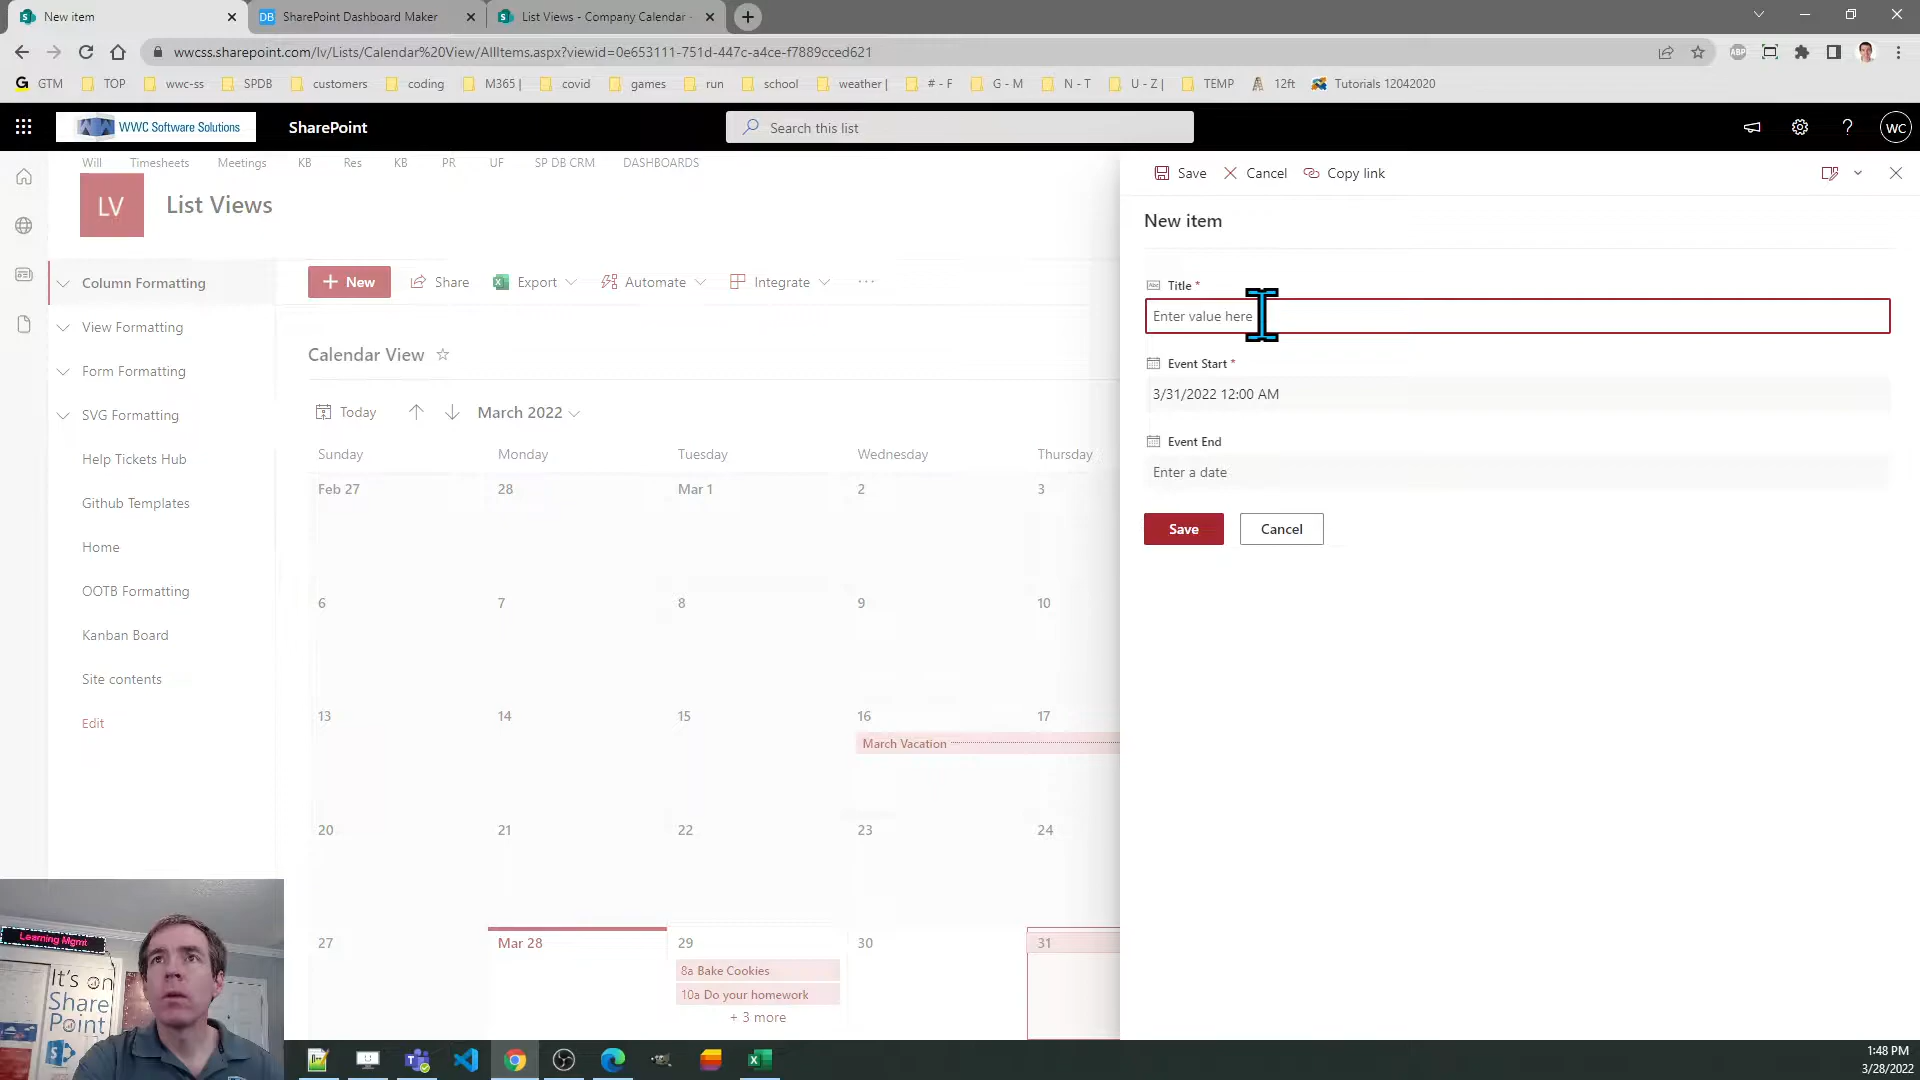 New item
SharePoint Dashboard Maker
List Views - Company Calendar -
wwcss.sharepoint.com/lv/Lists/Calendar%20View/AllItems.aspx?viewid=0e653111-751d-447c-a4ce-f7889cced621
ABP
G GTM TOP wwc-ss SPDB customers coding M365 | covid games run school weather | # - F G - M N - T U - Z | TEMP 12ft Tutorials 12042020
WWC Software Solutions
SharePoint
Search this list
? WC
Will Timesheets Meetings KB Res KB PR UF SP DB CRM DASHBOARDS
LV
List Views
Column Formatting
View Formatting
Form Formatting
SVG Formatting
Help Tickets Hub
Github Templates
Home
OOTB Formatting
Kanban Board
Site contents
Edit
+ New Share Export Automate Integrate ...
Calendar View
Today March 2022
Sunday Monday Tuesday Wednesday Thursday
Feb 27 28 Mar 1 2 3
6 7 8 9 10
13 14 15 16 17
March Vacation
20 21 22 23 24
27 Mar 28 29 30 31
8a Bake Cookies
10a Do your homework
+ 3 more
Save Cancel Copy link
New item
Abc Title *
Enter value here
Event Start *
3/31/2022 12:00 AM
Event End
Enter a date
Save Cancel
Learning Mgmt
It's on
Share
Point
S
1:48 PM
3/28/2022